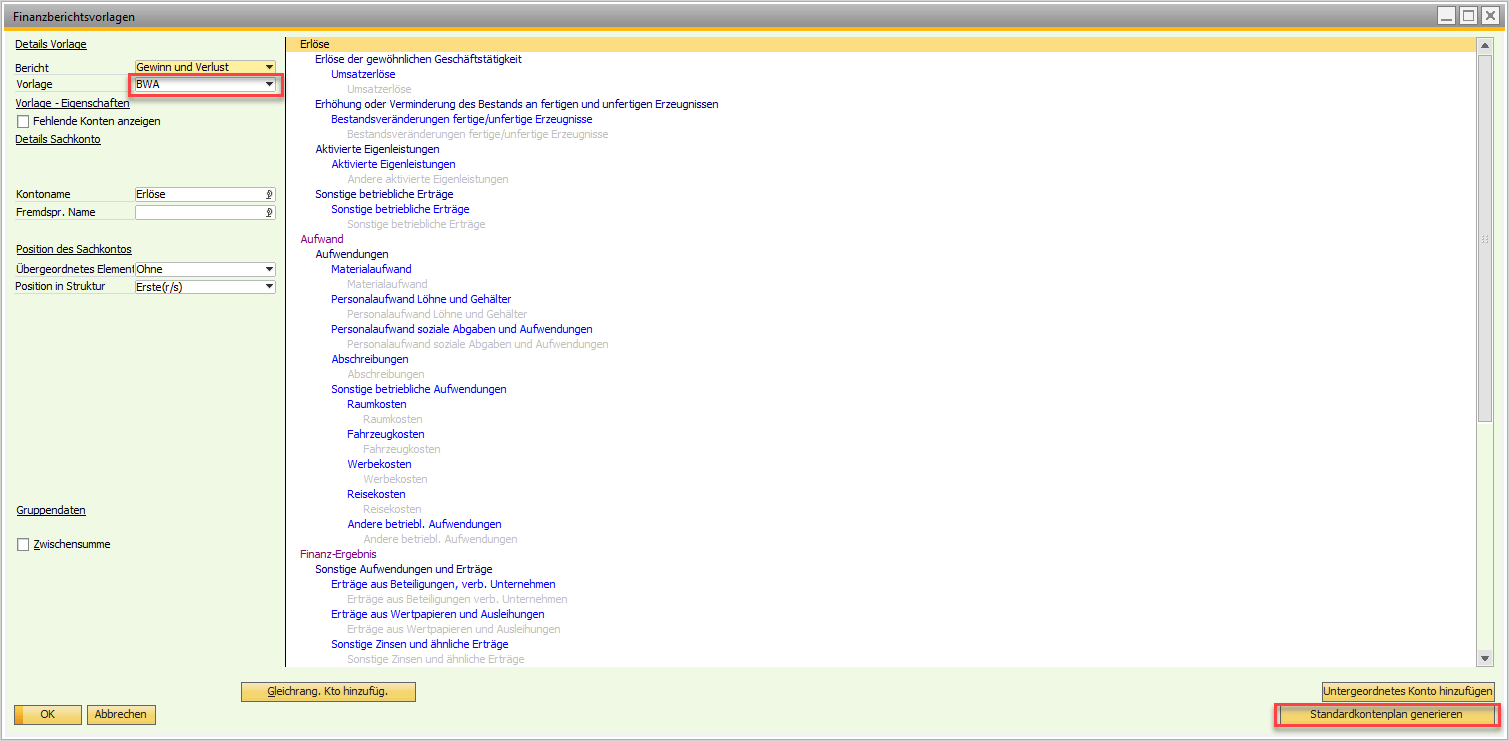 Finanzberichtsvorlagen
Details Vorlage
Bericht Gewinn und Verlust
Vorlage BWA
Vorlage - Eigenschaften
Fehlende Konten anzeigen
Details Sachkonto
Kontoname Erlöse
Fremdspr. Name
Position des Sachkontos
Übergeordnetes Element Ohne
Position in Struktur Erste(r/s)
Gruppendaten
Zwischensumme
Erlöse
Erlöse der gewöhnlichen Geschäftstätigkeit
Umsatzerlöse
Umsatzerlöse
Erhöhung oder Verminderung des Bestands an fertigen und unfertigen Erzeugnissen
Bestandsveränderungen fertige/unfertige Erzeugnisse
Bestandsveränderungen fertige/unfertige Erzeugnisse
Aktivierte Eigenleistungen
Aktivierte Eigenleistungen
Andere aktivierte Eigenleistungen
Sonstige betriebliche Erträge
Sonstige betriebliche Erträge
Sonstige betriebliche Erträge
Aufwand
Aufwendungen
Materialaufwand
Materialaufwand
Personalaufwand Löhne und Gehälter
Personalaufwand Löhne und Gehälter
Personalaufwand soziale Abgaben und Aufwendungen
Personalaufwand soziale Abgaben und Aufwendungen
Abschreibungen
Abschreibungen
Sonstige betriebliche Aufwendungen
Raumkosten
Raumkosten
Fahrzeugkosten
Fahrzeugkosten
Werbekosten
Werbekosten
Reisekosten
Reisekosten
Andere betriebl. Aufwendungen
Andere betriebl. Aufwendungen
Finanz-Ergebnis
Sonstige Aufwendungen und Erträge
Erträge aus Beteiligungen, verb. Unternehmen
Erträge aus Beteiligungen verb. Unternehmen
Erträge aus Wertpapieren und Ausleihungen
Erträge aus Wertpapieren und Ausleihungen
Sonstige Zinsen und ähnliche Erträge
Sonstige Zinsen und ähnliche Erträge
Gleichrang. Kto hinzufüg.
Untergeordnetes Konto hinzufügen
OK
Abbrechen
Standardkontenplan generieren